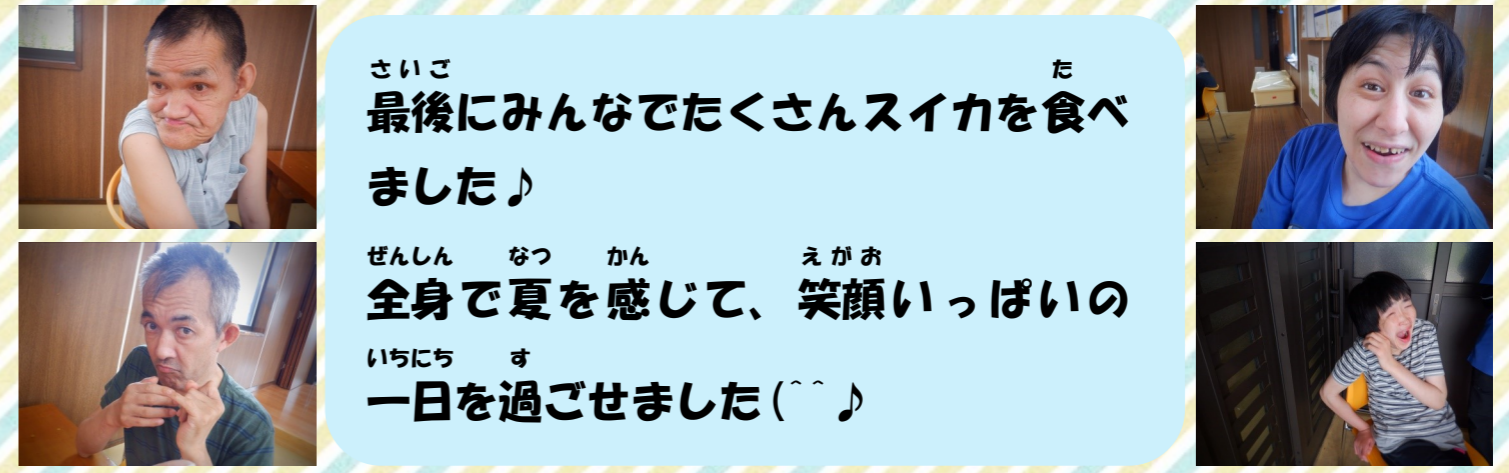 さいご た
最後にみんなでたくさんスイカを食べ
ました♪
ぜんしん なつ かん えがお
全身で夏を感じて、笑顔いっぱいの
いちにち す
一日を過ごせました(^^♪